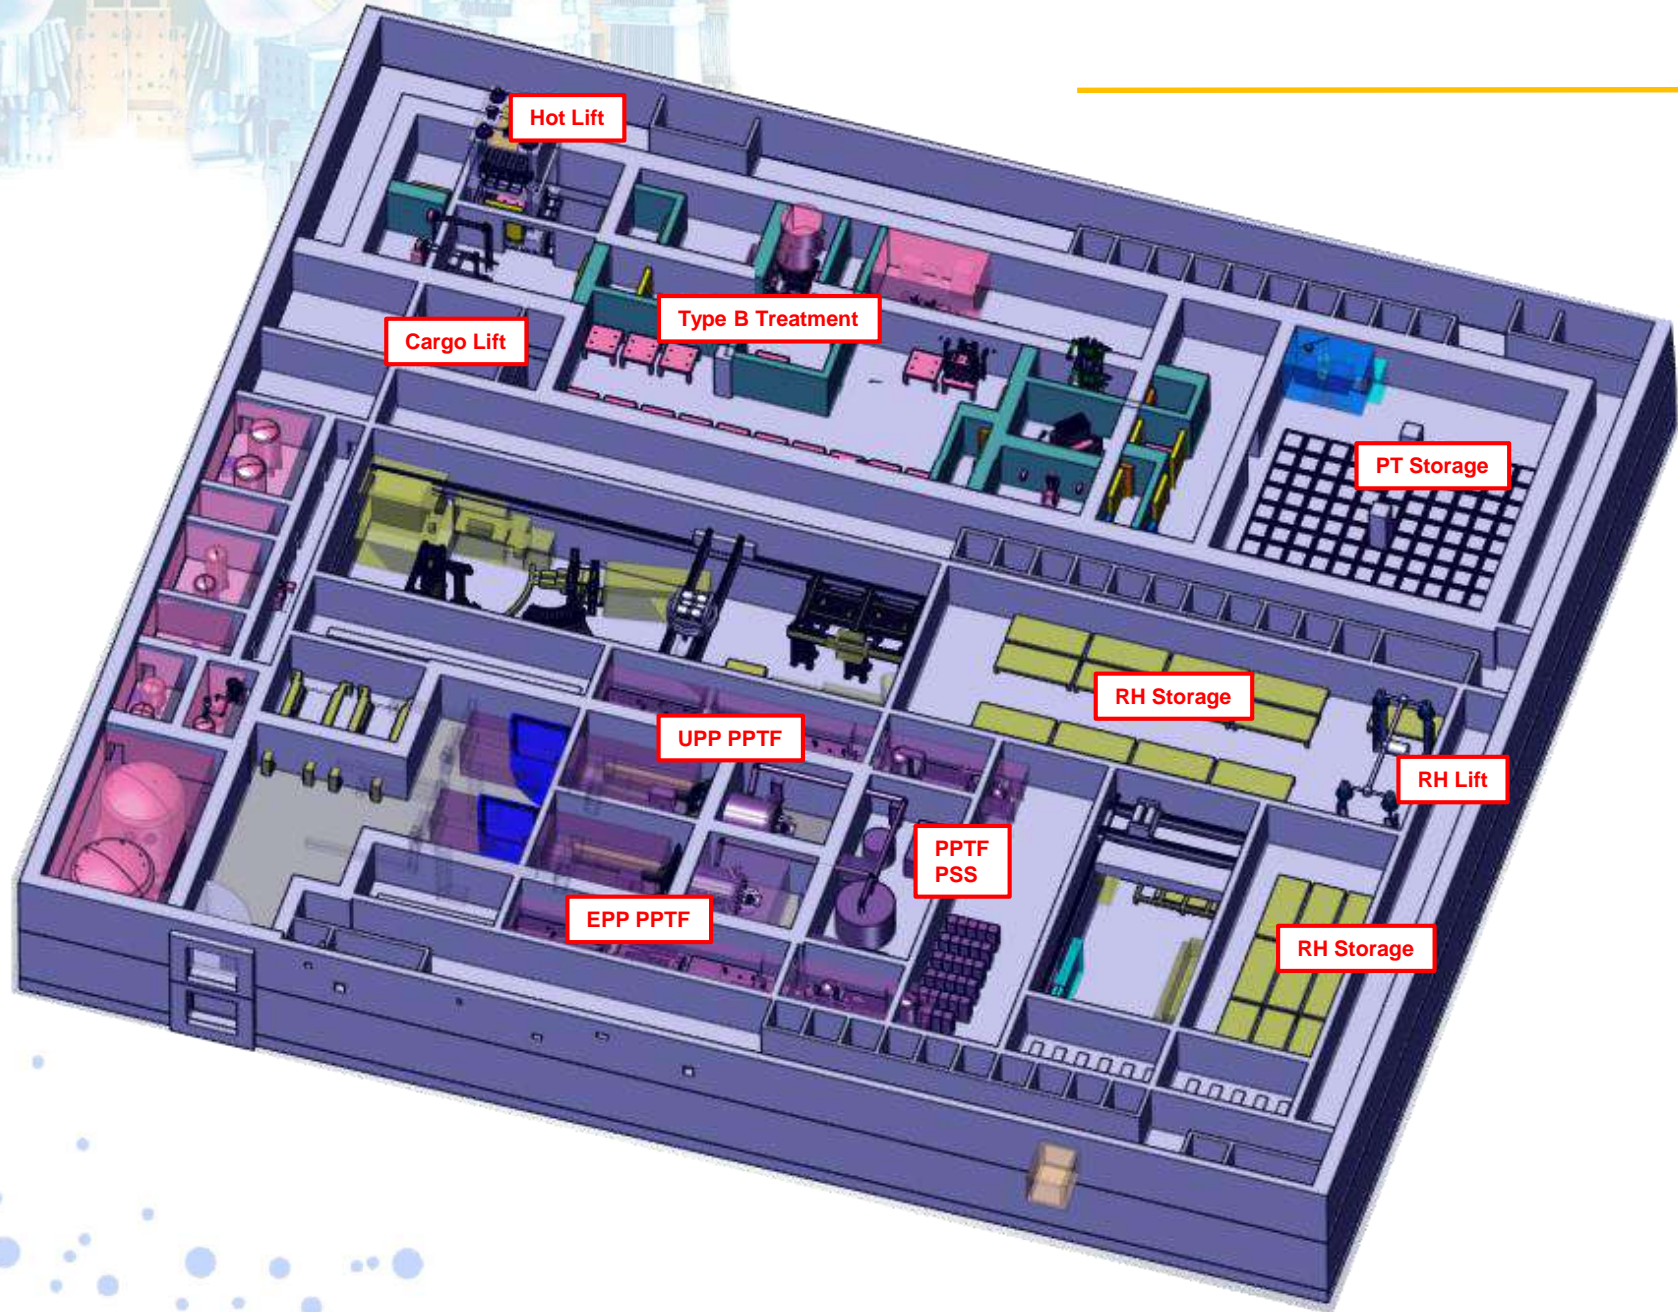 Hot Lift
Type B Treatment
Cargo Lift
PT Storage
RH Storage
UPP PPTF
RH Lift
PPTF
PSS
EPP PPTF
RH Storage